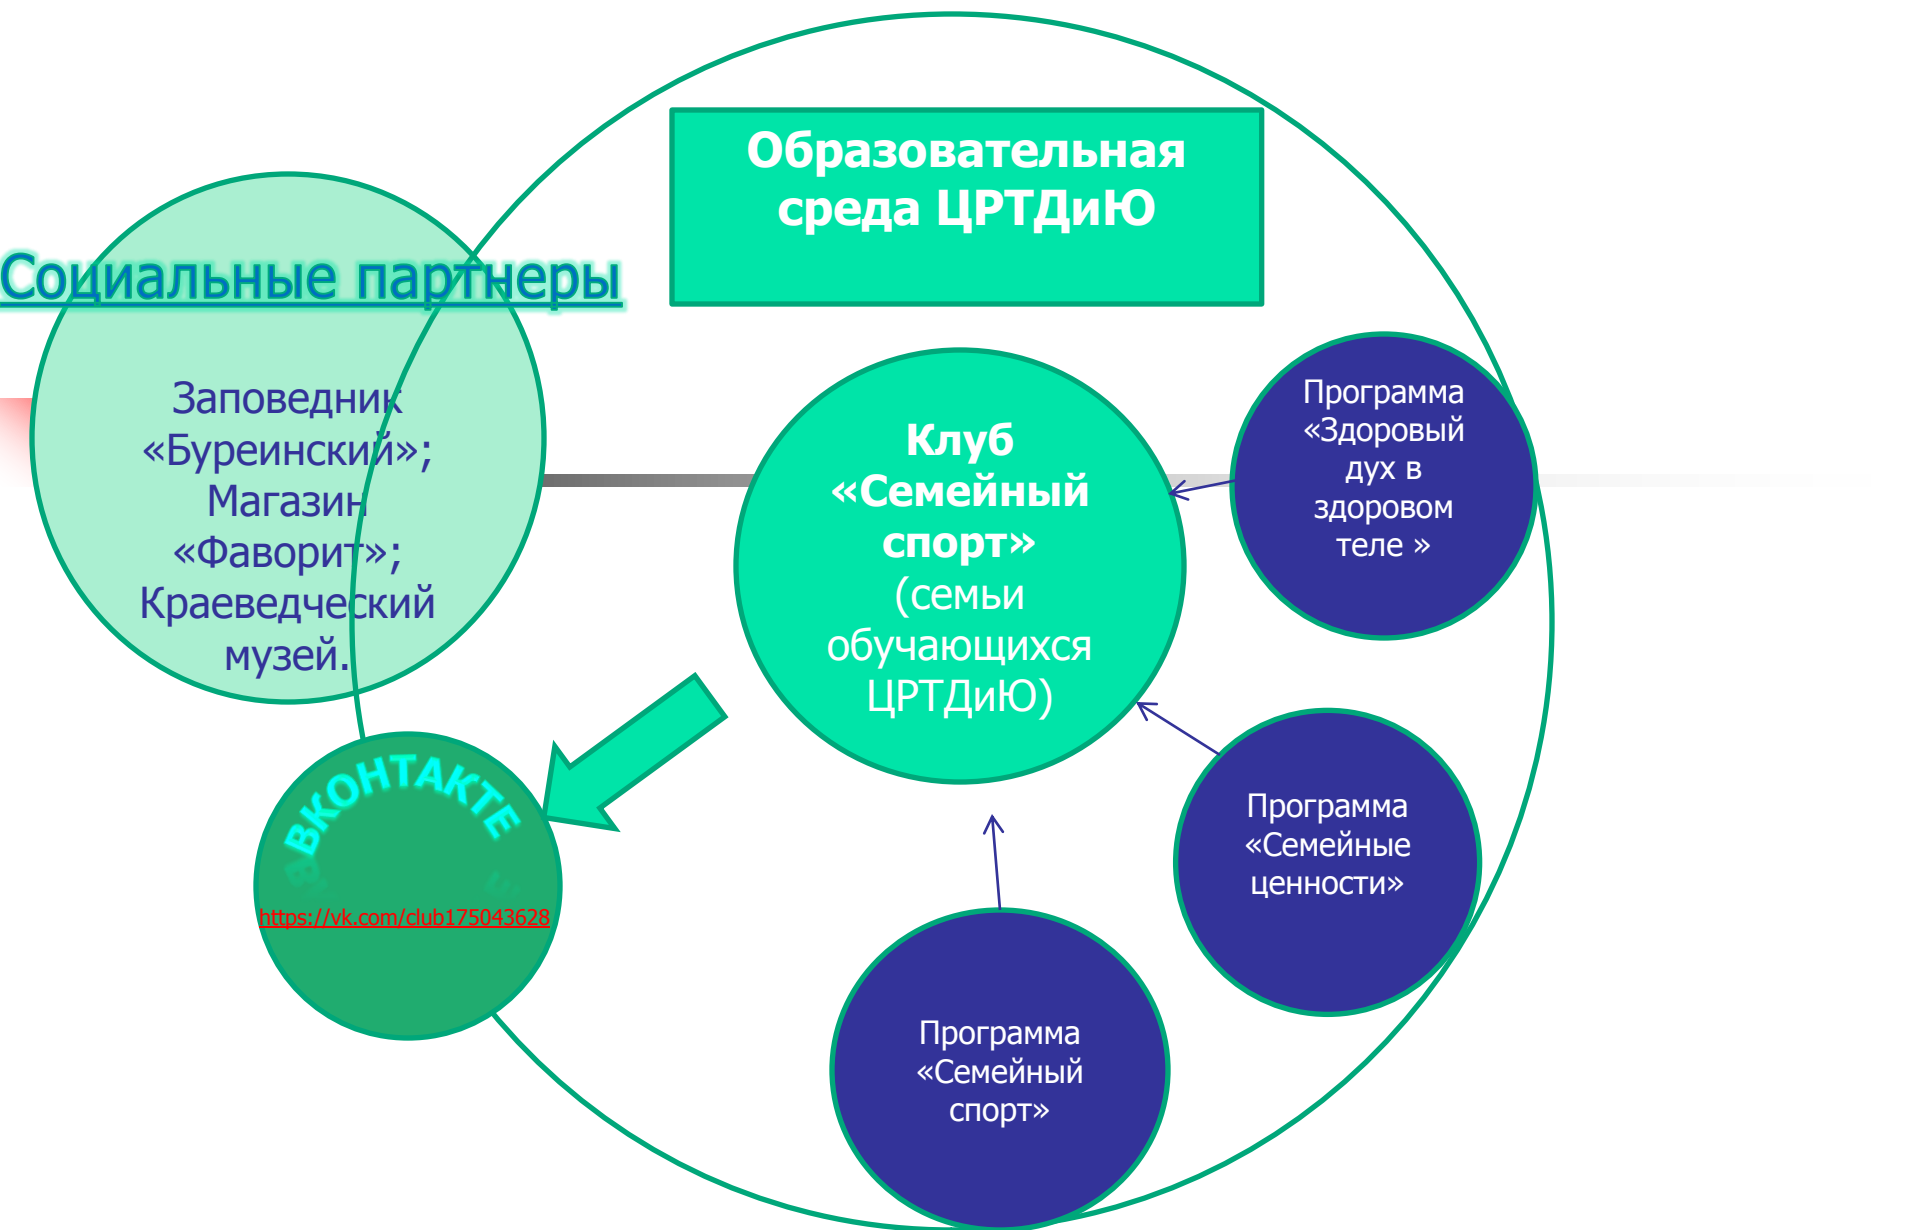 Образовательная
среда ЦРТДиЮ
Социальные партнеры
Заповедник
«Буреинский»;
Магазин
«Фаворит»;
Краеведческий
музей.
Клуб
«Семейный
спорт»
(семьи
обучающихся
ЦРТДиЮ)
Программа
«Здоровый
дух в
здоровом
теле »
Программа
«Семейные
ценности»
Программа
«Семейный
спорт»
ВКОНТАКТЕ
https://vk.com/club175043628